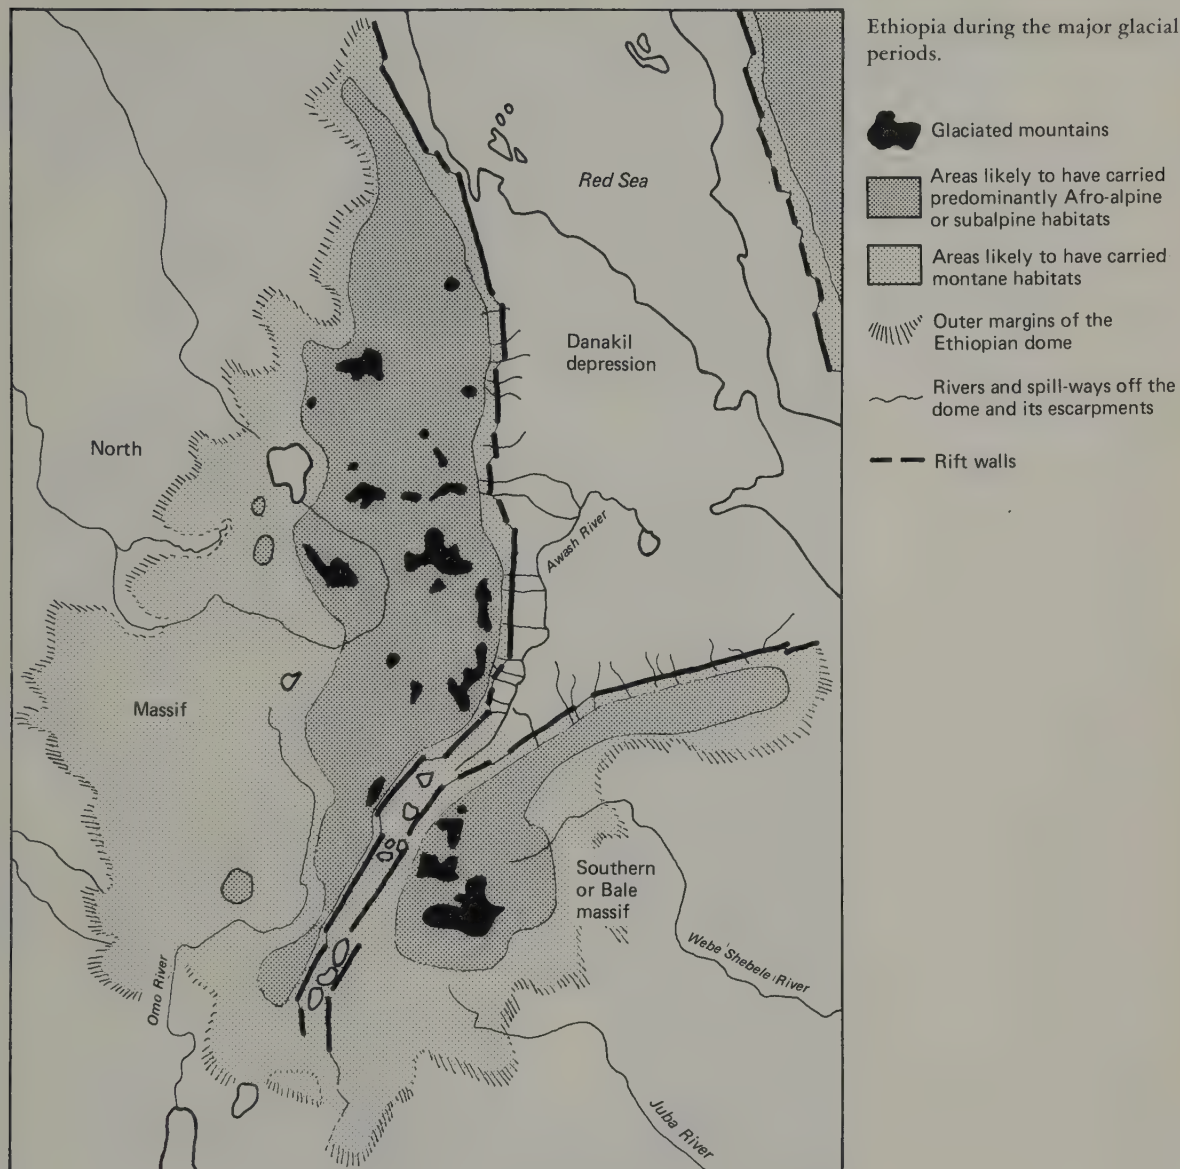 Ethiopia during the major glacial
periods.
Glaciated mountains
Areas likely to have carried
predominantly Afro-alpine
or subalpine habitats
Areas likely to have carried
montane habitats
Outer margins of the
Ethiopian dome
Rivers and spill-ways off the
dome and its escarpments
Rift walls
Red Sea
Danakil
depression
North
Awash River
Massif
Southern
or Bale
massif
Webe Shebele River
Omo River
Juba River